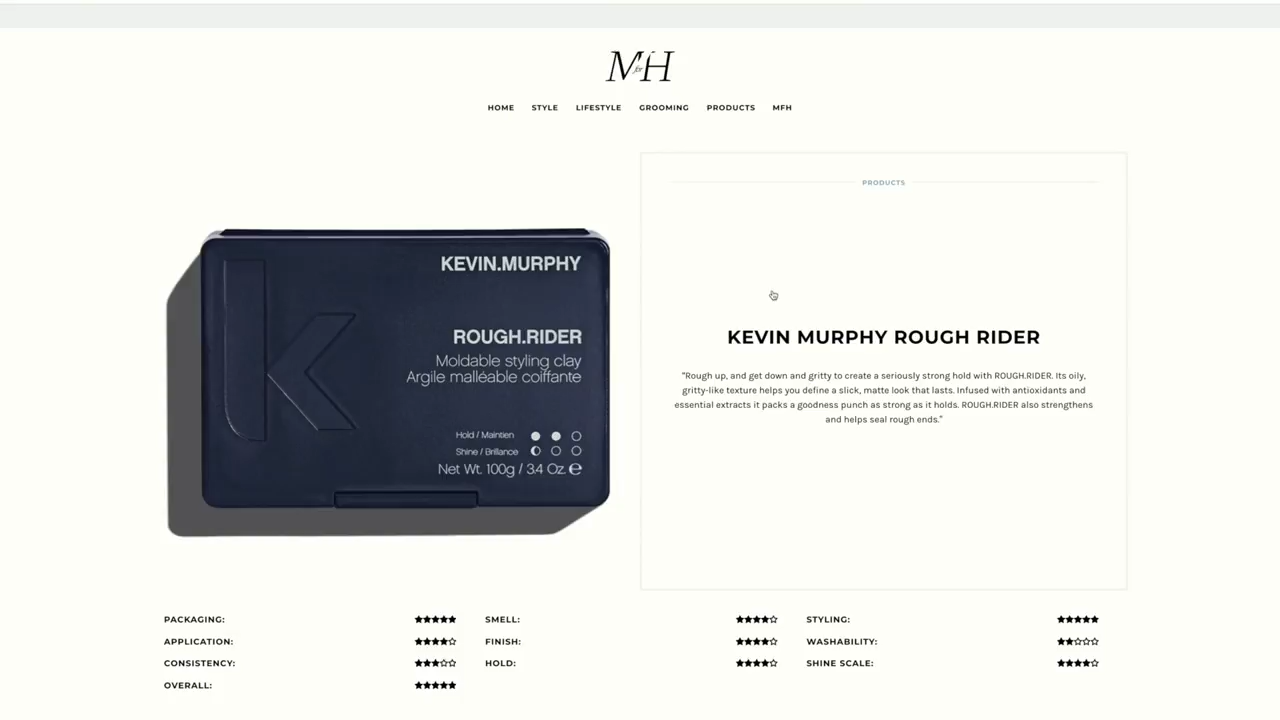 M for H
HOME STYLE LIFESTYLE GROOMING PRODUCTS MFH
PRODUCTS
KEVIN.MURPHY
ROUGH.RIDER
Moldable styling clay
Argile malléable coiffante
Hold / Maintien
Shine / Brillance
Net Wt. 100g / 3.4 Oz. ℮
KEVIN MURPHY ROUGH RIDER
"Rough up, and get down and gritty to create a seriously strong hold with ROUGH.RIDER. Its oily,
gritty-like texture helps you define a slick, matte look that lasts. Infused with antioxidants and
essential extracts it packs a goodness punch as strong as it holds. ROUGH.RIDER also strengthens
and helps seal rough ends."
PACKAGING: ★★★★★ SMELL: ★★★★☆ STYLING: ★★★★★
APPLICATION: ★★★★☆ FINISH: ★★★★☆ WASHABILITY: ★★☆☆☆
CONSISTENCY: ★★★☆☆ HOLD: ★★★★☆ SHINE SCALE: ★★★★☆
OVERALL: ★★★★★